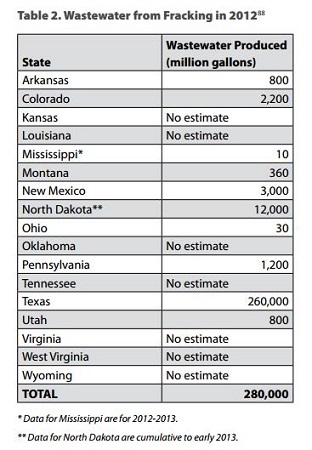 Table 2. Wastewater from Fracking in 2012⁸⁸
State Wastewater Produced (million gallons)
Arkansas 800
Colorado 2,200
Kansas No estimate
Louisiana No estimate
Mississippi* 10
Montana 360
New Mexico 3,000
North Dakota** 12,000
Ohio 30
Oklahoma No estimate
Pennsylvania 1,200
Tennessee No estimate
Texas 260,000
Utah 800
Virginia No estimate
West Virginia No estimate
Wyoming No estimate
TOTAL 280,000
* Data for Mississippi are for 2012-2013.
** Data for North Dakota are cumulative to early 2013.